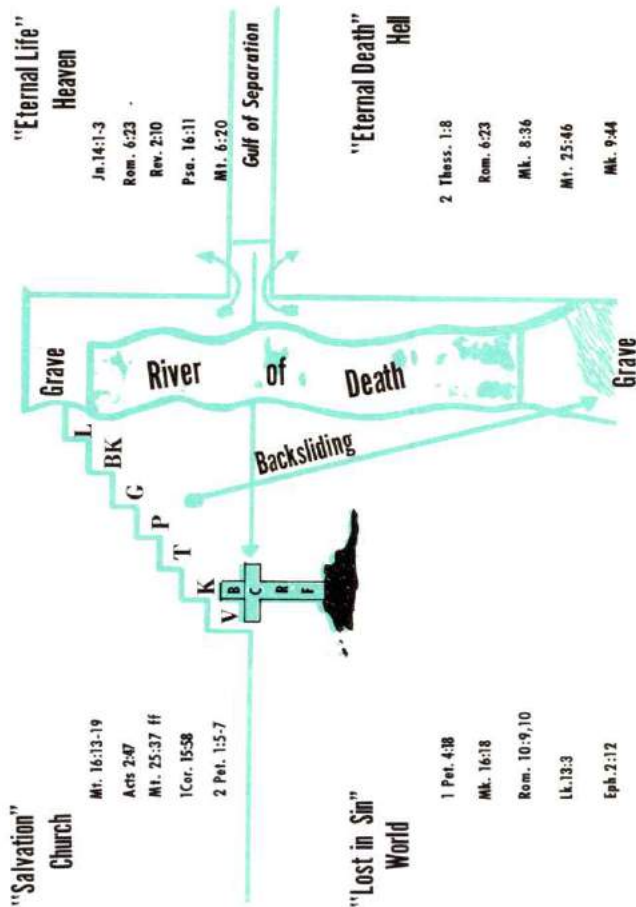 "Salvation"
Church
Mt. 16:13-19
Acts 2:47
Mt. 25:37 ff
1Cor. 15:58
2 Pet. 1:5-7
V
K
T
P
G
BK
L
Grave
"Eternal Life"
Heaven
Jn.14:1-3
Rom. 6:23
Rev. 2:10
Psa. 16:11
Mt. 6:20
Gulf of Separation
River of Death
Backsliding
B
C
R
F
"Lost in Sin"
World
1 Pet. 4:18
Mk. 16:18
Rom. 10:9,10
Lk.13:3
Eph.2:12
Grave
"Eternal Death"
Hell
2 Thess. 1:8
Rom. 6:23
Mk. 8:36
Mt. 25:46
Mk. 9:44